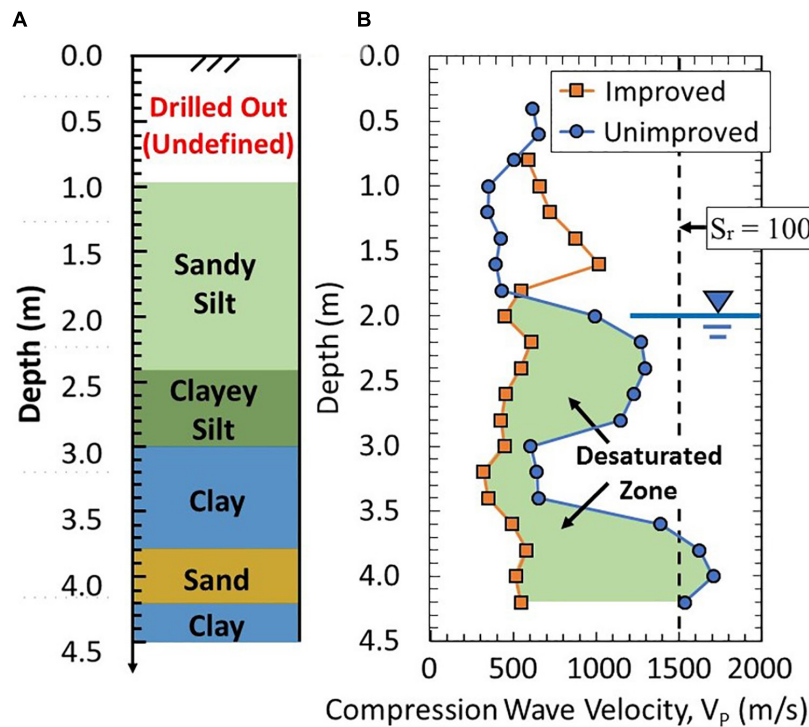 A
0.0
0.5
1.0
1.5
2.0
2.5
3.0
3.5
4.0
4.5
Depth (m)
Drilled Out
(Undefined)
Sandy
Silt
Clayey
Silt
Clay
Sand
Clay
B
0.0
0.5
1.0
1.5
2.0
2.5
3.0
3.5
4.0
4.5
Depth (m)
Improved
Unimproved
Sr = 100
Desaturated
Zone
0 500 1000 1500 2000
Compression Wave Velocity, VP (m/s)